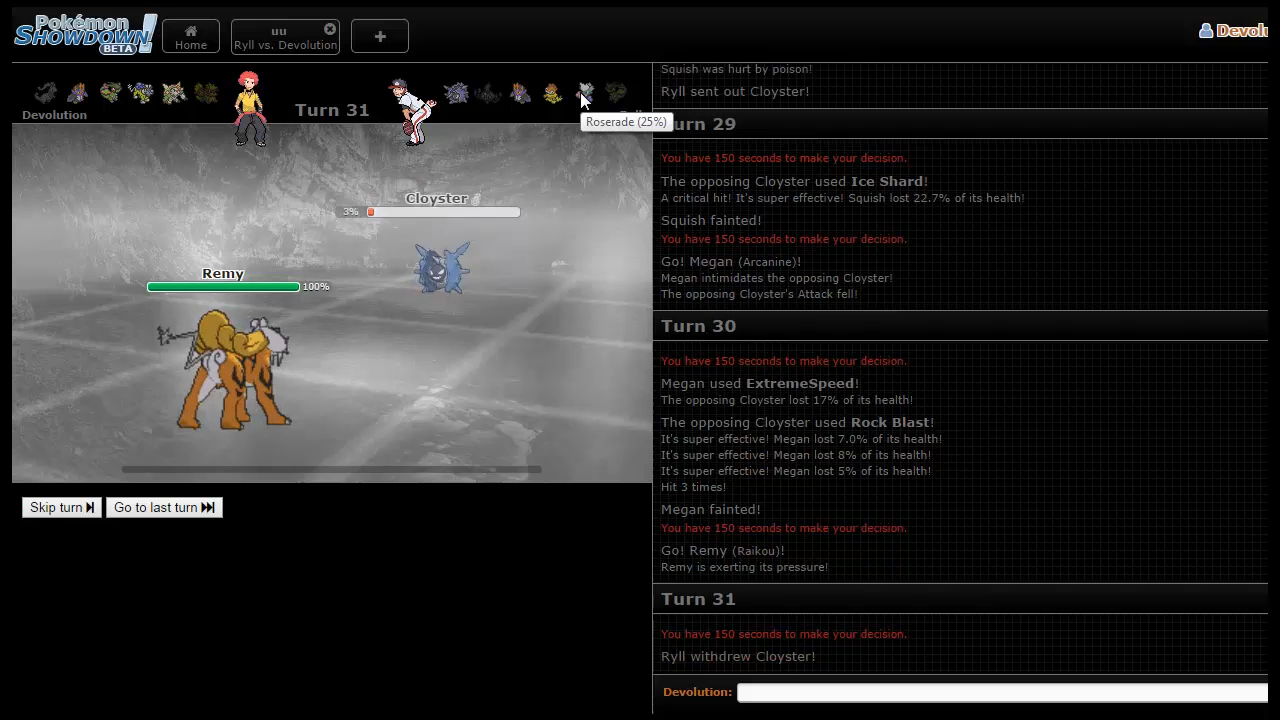 Pokémon
SHOWDOWN!
BETA
Home
uu
Ryll vs. Devolution
+
Devolu
Devolution
Turn 31
Roserade (25%)
Cloyster
3%
Remy
100%
Skip turn
Go to last turn
Squish was hurt by poison!
Ryll sent out Cloyster!
urn 29
You have 150 seconds to make your decision.
The opposing Cloyster used Ice Shard!
A critical hit! It's super effective! Squish lost 22.7% of its health!
Squish fainted!
You have 150 seconds to make your decision.
Go! Megan (Arcanine)!
Megan intimidates the opposing Cloyster!
The opposing Cloyster's Attack fell!
Turn 30
You have 150 seconds to make your decision.
Megan used ExtremeSpeed!
The opposing Cloyster lost 17% of its health!
The opposing Cloyster used Rock Blast!
It's super effective! Megan lost 7.0% of its health!
It's super effective! Megan lost 8% of its health!
It's super effective! Megan lost 5% of its health!
Hit 3 times!
Megan fainted!
You have 150 seconds to make your decision.
Go! Remy (Raikou)!
Remy is exerting its pressure!
Turn 31
You have 150 seconds to make your decision.
Ryll withdrew Cloyster!
Devolution: